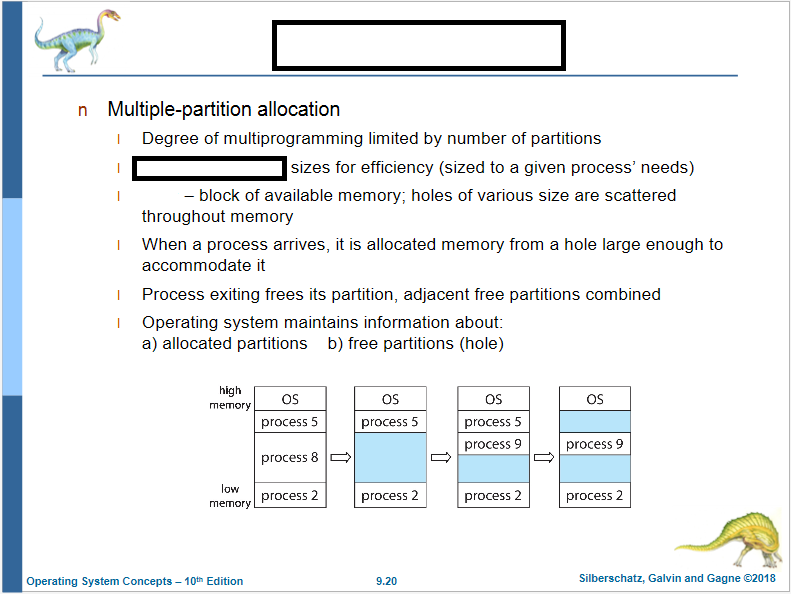 n Multiple-partition allocation
l Degree of multiprogramming limited by number of partitions
l sizes for efficiency (sized to a given process’ needs)
l – block of available memory; holes of various size are scattered
throughout memory
l When a process arrives, it is allocated memory from a hole large enough to
accommodate it
l Process exiting frees its partition, adjacent free partitions combined
l Operating system maintains information about:
a) allocated partitions b) free partitions (hole)
high
memory
OS
process 5
process 8
low
memory
process 2
OS
process 5
process 2
OS
process 5
process 9
process 2
OS
process 9
process 2
Operating System Concepts – 10th Edition
9.20
Silberschatz, Galvin and Gagne ©2018